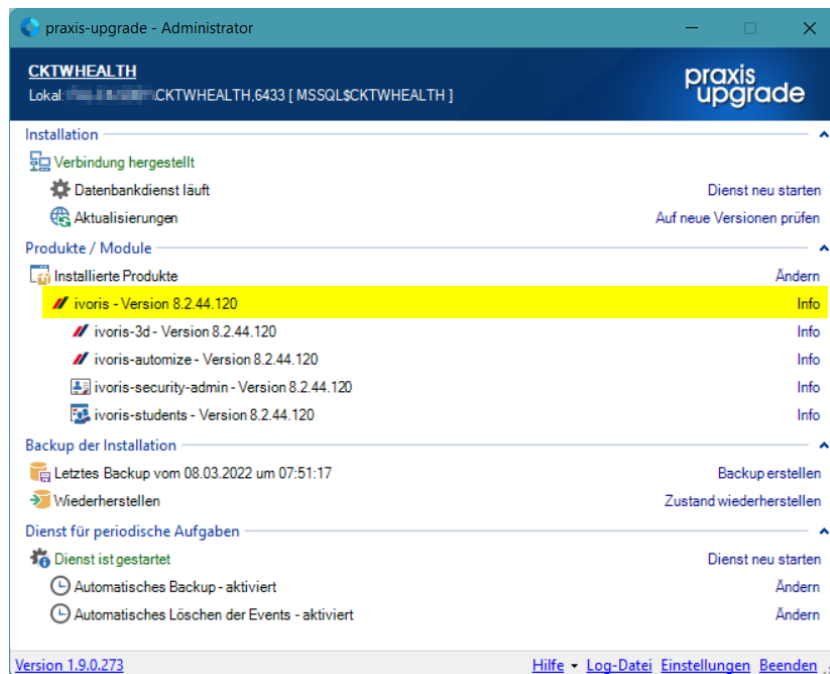 praxis-upgrade - Administrator
CKTWHEALTH
praxis upgrade
Lokal: \CKTWHEALTH,6433 [ MSSQL$CKTWHEALTH ]
Installation
Verbindung hergestellt
Datenbankdienst läuft Dienst neu starten
Aktualisierungen Auf neue Versionen prüfen
Produkte / Module
Installierte Produkte Ändern
ivoris - Version 8.2.44.120 Info
ivoris-3d - Version 8.2.44.120 Info
ivoris-automize - Version 8.2.44.120 Info
ivoris-security-admin - Version 8.2.44.120 Info
ivoris-students - Version 8.2.44.120 Info
Backup der Installation
Letztes Backup vom 08.03.2022 um 07:51:17 Backup erstellen
Wiederherstellen Zustand wiederherstellen
Dienst für periodische Aufgaben
Dienst ist gestartet Dienst neu starten
Automatisches Backup - aktiviert Ändern
Automatisches Löschen der Events - aktiviert Ändern
Version 1.9.0.273 Hilfe Log-Datei Einstellungen Beenden